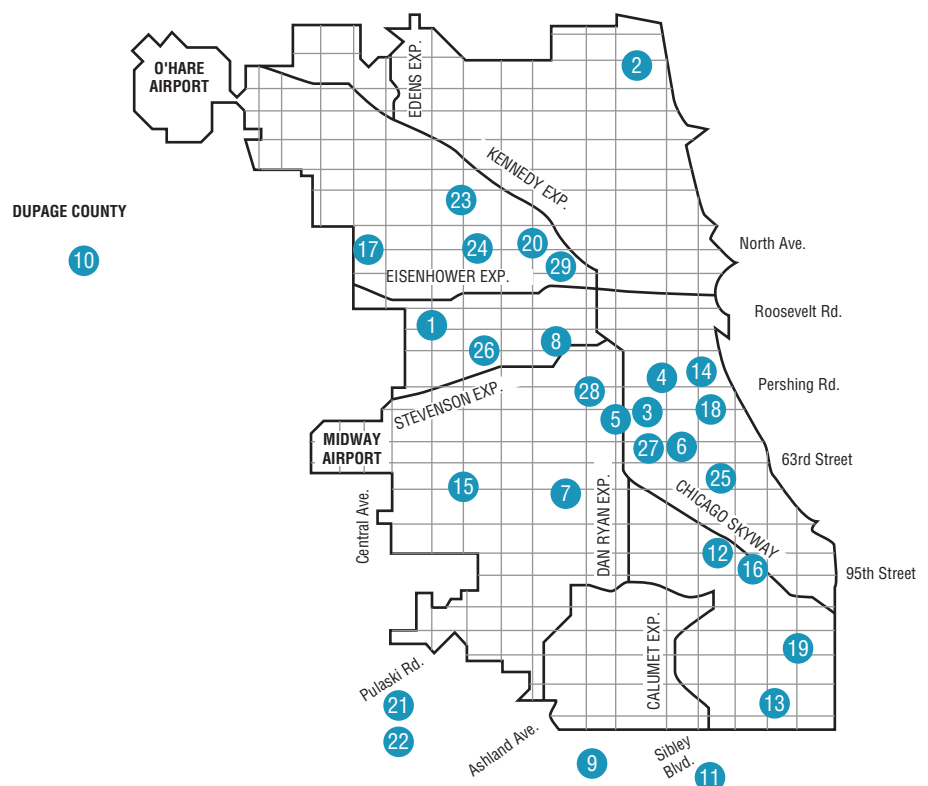 2
O'HARE
AIRPORT
EDENS EXP.
KENNEDY EXP.
23
DUPAGE COUNTY
10
17
24
20
29
North Ave.
EISENHOWER EXP.
Roosevelt Rd.
1
26
8
4
14
Pershing Rd.
STEVENSON EXP.
28
5
3
18
MIDWAY
AIRPORT
27
6
63rd Street
25
15
7
CHICAGO SKYWAY
Central Ave.
DAN RYAN EXP.
12
16
95th Street
CALUMET EXP.
19
Pulaski Rd.
21
13
22
Ashland Ave.
9
Sibley
Blvd.
11